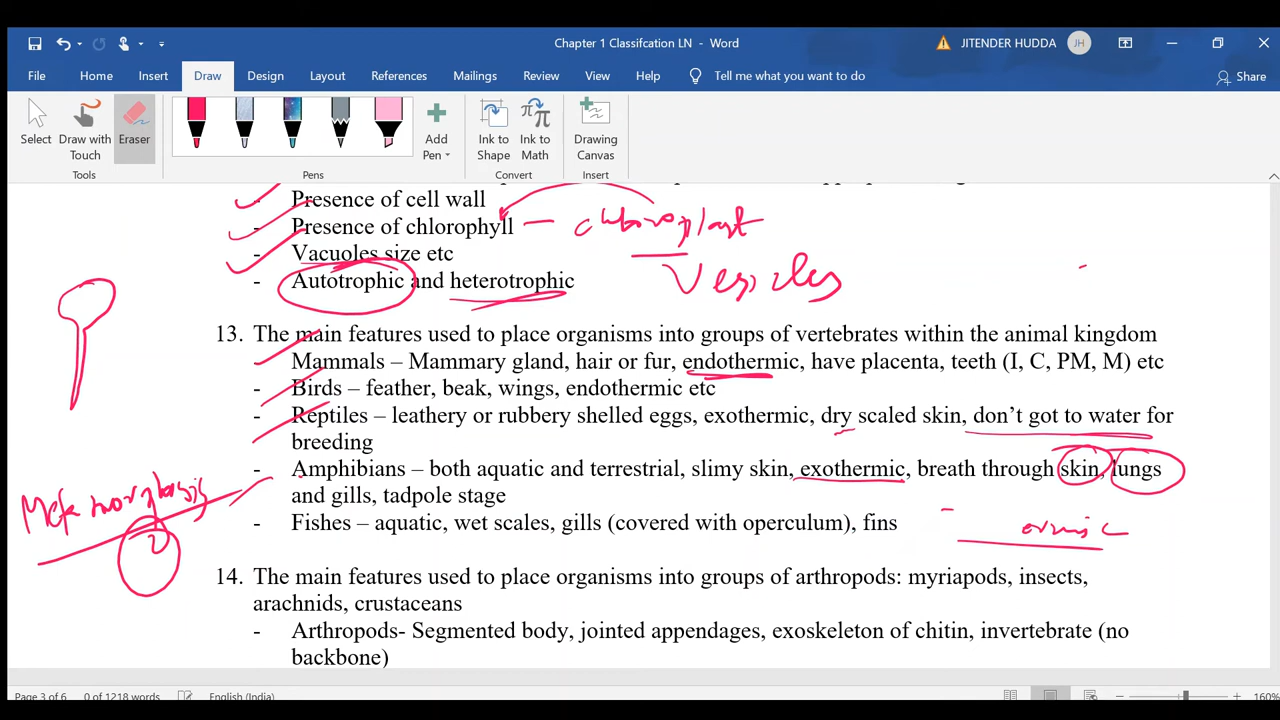 Chapter 1 Classifcation LN - Word
JITENDER HUDDA
JH
File Home Insert Draw Design Layout References Mailings Review View Help Tell me what you want to do
Share
Select
Draw with Touch
Eraser
Add Pen
Ink to Shape
Ink to Math
Drawing Canvas
Tools
Pens
Convert
Insert
- Presence of cell wall
- Presence of chlorophyll - chloroplast
- Vacuoles size etc
Vesicles
- Autotrophic and heterotrophic
13. The main features used to place organisms into groups of vertebrates within the animal kingdom
- Mammals – Mammary gland, hair or fur, endothermic, have placenta, teeth (I, C, PM, M) etc
- Birds – feather, beak, wings, endothermic etc
- Reptiles – leathery or rubbery shelled eggs, exothermic, dry scaled skin, don't got to water for
breeding
- Amphibians – both aquatic and terrestrial, slimy skin, exothermic, breath through skin, lungs
and gills, tadpole stage
Metamorphosis
- Fishes – aquatic, wet scales, gills (covered with operculum), fins
14. The main features used to place organisms into groups of arthropods: myriapods, insects,
arachnids, crustaceans
- Arthropods- Segmented body, jointed appendages, exoskeleton of chitin, invertebrate (no
backbone)
Page 3 of 6 0 of 1218 words English (India) 160%